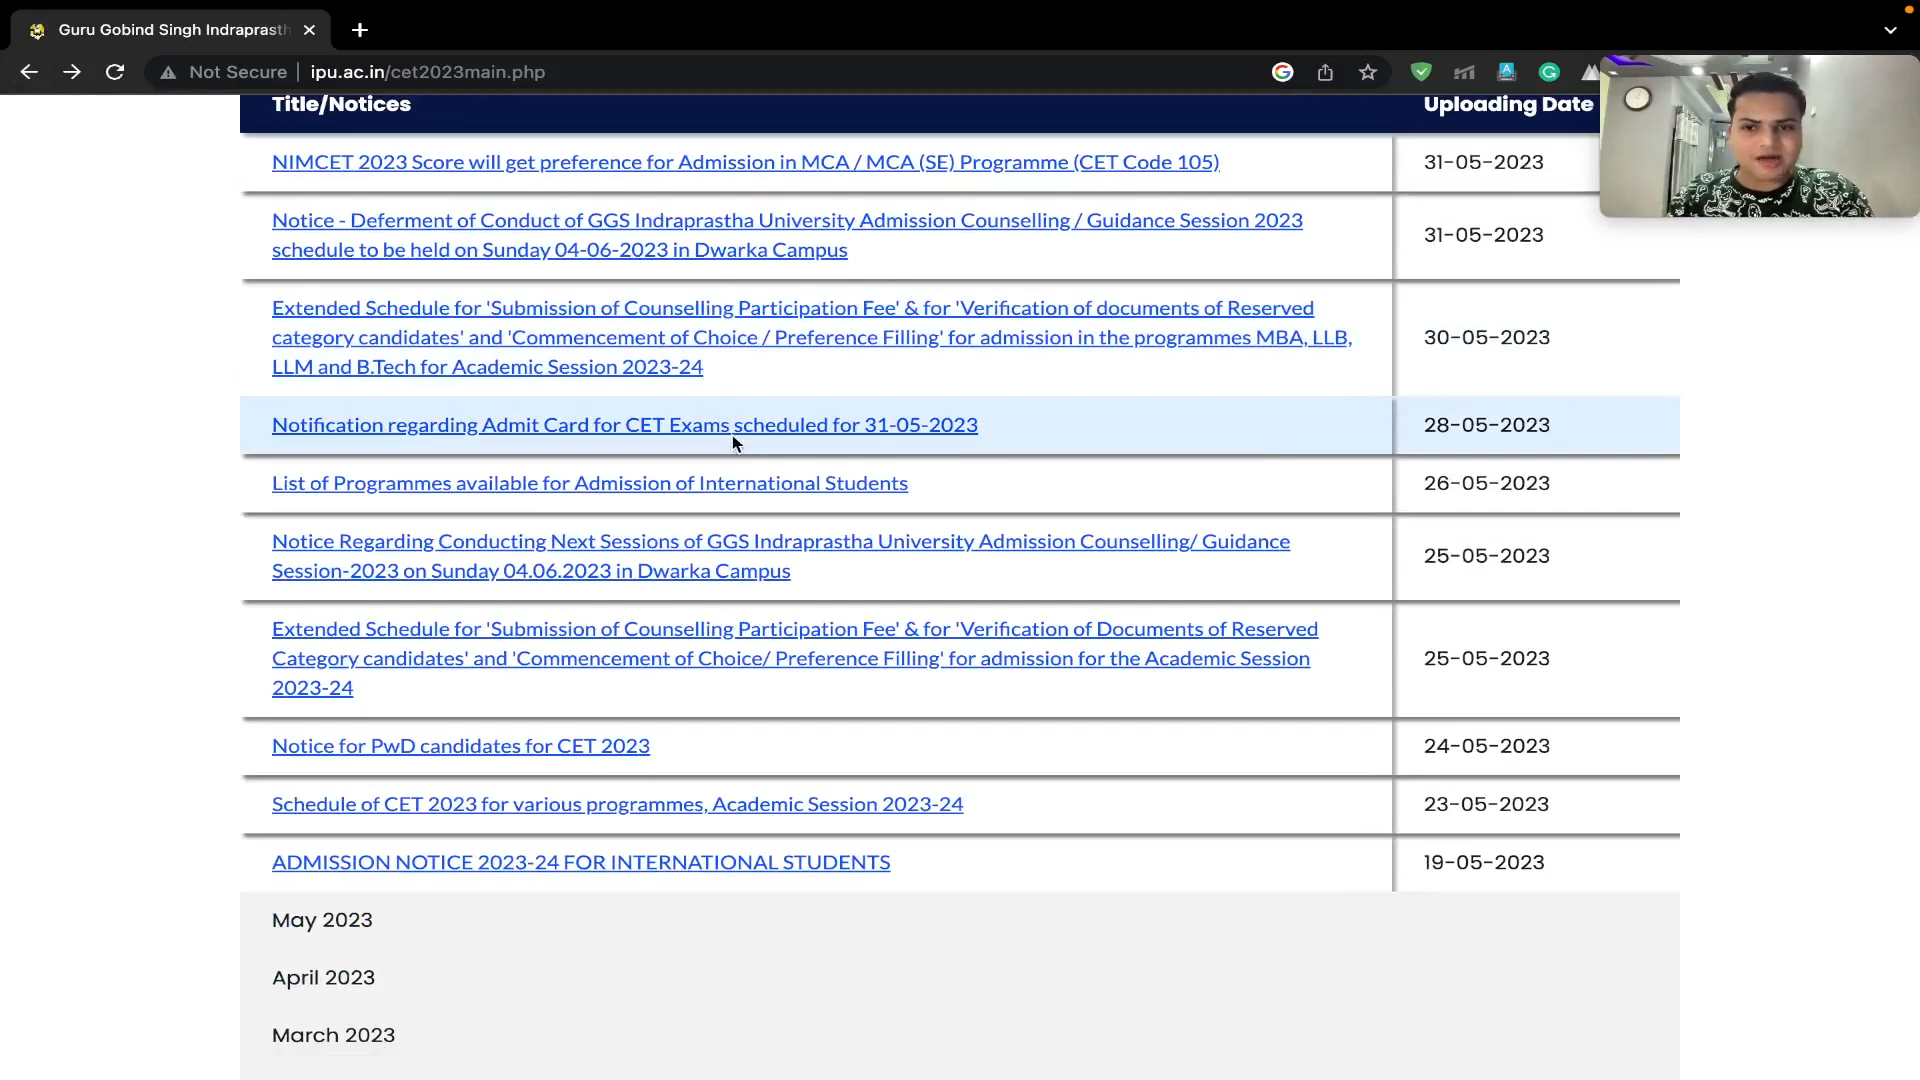 Guru Gobind Singh Indraprasth
Not Secure
ipu.ac.in/cet2023main.php
Title/Notices
Uploading Date
NIMCET 2023 Score will get preference for Admission in MCA / MCA (SE) Programme (CET Code 105)
31-05-2023
Notice - Deferment of Conduct of GGS Indraprastha University Admission Counselling / Guidance Session 2023
schedule to be held on Sunday 04-06-2023 in Dwarka Campus
31-05-2023
Extended Schedule for 'Submission of Counselling Participation Fee' & for 'Verification of documents of Reserved
category candidates' and 'Commencement of Choice / Preference Filling' for admission in the programmes MBA, LLB,
LLM and B.Tech for Academic Session 2023-24
30-05-2023
Notification regarding Admit Card for CET Exams scheduled for 31-05-2023
28-05-2023
List of Programmes available for Admission of International Students
26-05-2023
Notice Regarding Conducting Next Sessions of GGS Indraprastha University Admission Counselling/ Guidance
Session-2023 on Sunday 04.06.2023 in Dwarka Campus
25-05-2023
Extended Schedule for 'Submission of Counselling Participation Fee' & for 'Verification of Documents of Reserved
Category candidates' and 'Commencement of Choice/ Preference Filling' for admission for the Academic Session
2023-24
25-05-2023
Notice for PwD candidates for CET 2023
24-05-2023
Schedule of CET 2023 for various programmes, Academic Session 2023-24
23-05-2023
ADMISSION NOTICE 2023-24 FOR INTERNATIONAL STUDENTS
19-05-2023
May 2023
April 2023
March 2023